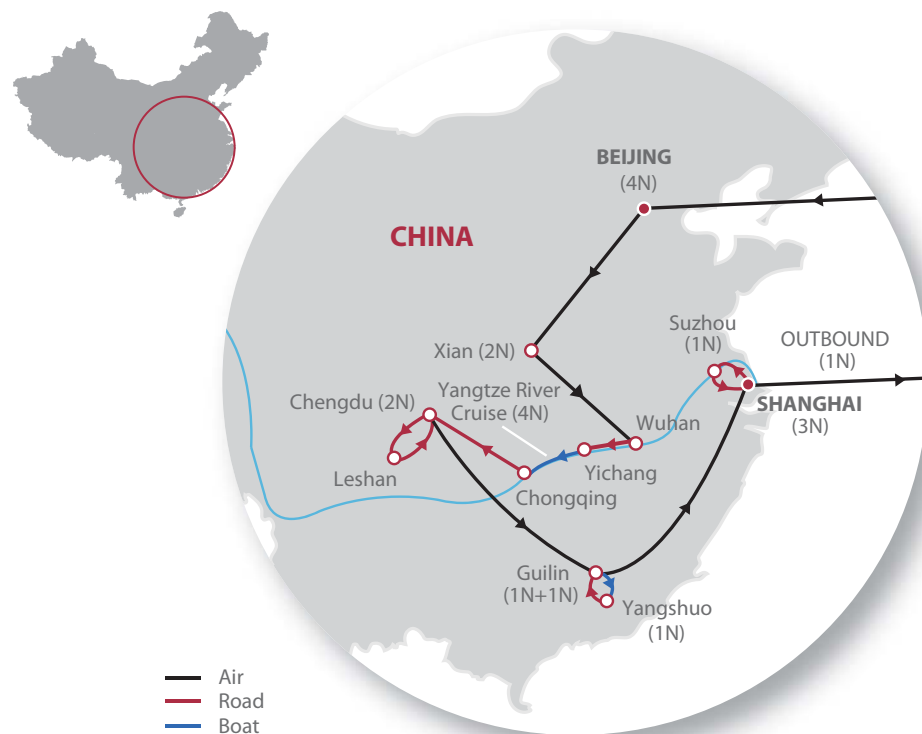 BEIJING
(4N)
CHINA
Suzhou
(1N)
OUTBOUND
(1N)
Xian (2N)
Yangtze River
Cruise (4N)
Chengdu (2N)
SHANGHAI
(3N)
Wuhan
Leshan
Yichang
Chongqing
Guilin
(1N+1N)
Yangshuo
(1N)
Air
Road
Boat